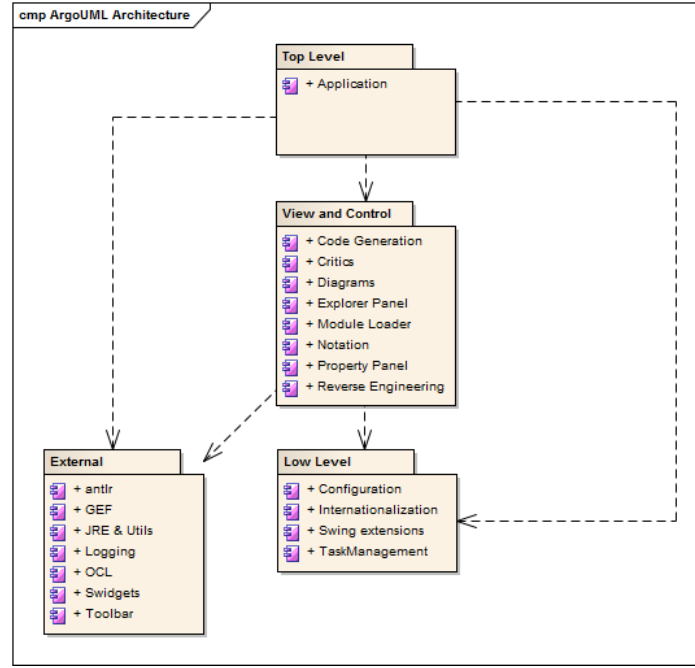 cmp ArgoUML Architecture
Top Level
+ Application
View and Control
+ Code Generation
+ Critics
+ Diagrams
+ Explorer Panel
+ Module Loader
+ Notation
+ Property Panel
+ Reverse Engineering
External
+ antlr
+ GEF
+ JRE & Utils
+ Logging
+ OCL
+ Swidgets
+ Toolbar
Low Level
+ Configuration
+ Internationalization
+ Swing extensions
+ TaskManagement